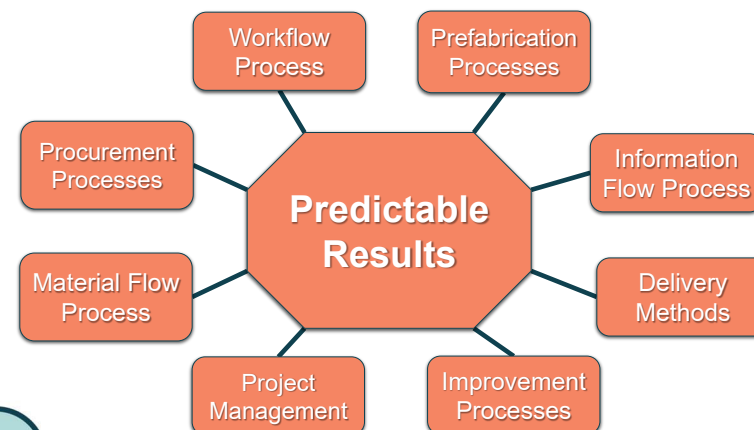 Workflow
Process
Prefabrication
Processes
Procurement
Processes
Information
Flow Process
Predictable
Results
Material Flow
Process
Delivery
Methods
Project
Management
Improvement
Processes